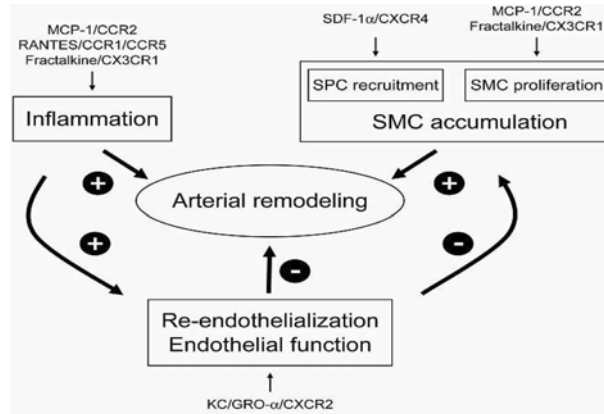 MCP-1/CCR2
RANTES/CCR1/CCR5
Fractalkine/CX3CR1
Inflammation
SDF-1α/CXCR4
MCP-1/CCR2
Fractalkine/CX3CR1
SPC recruitment
SMC proliferation
SMC accumulation
+
+
Arterial remodeling
+
-
-
Re-endothelialization
Endothelial function
KC/GRO-α/CXCR2